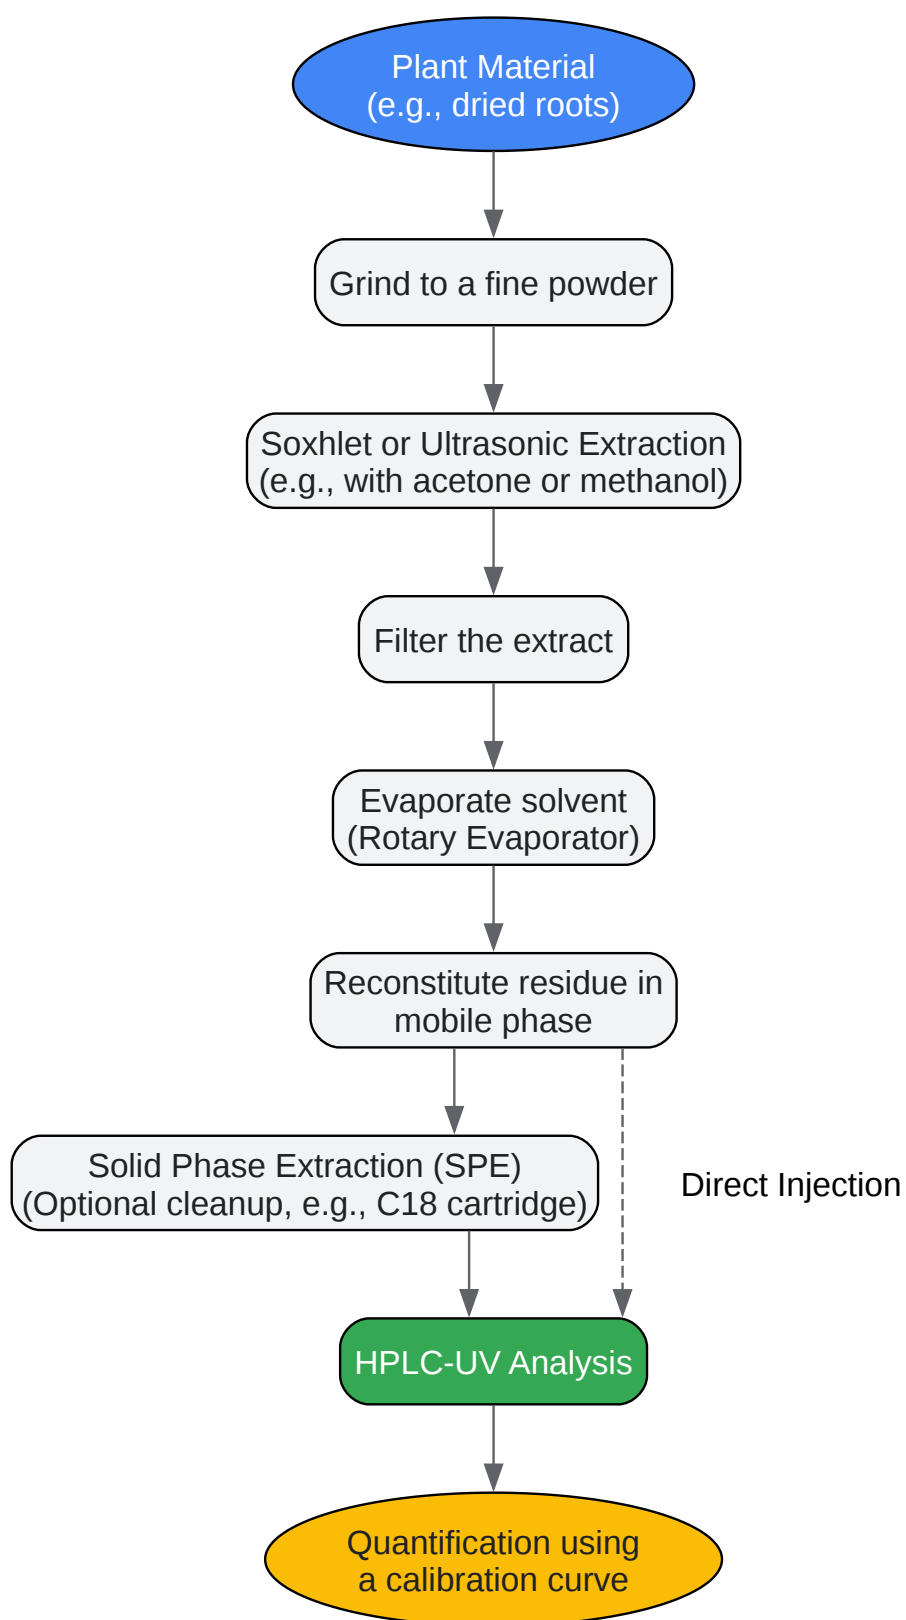 Plant Material
(e.g., dried roots)
Grind to a fine powder
Soxhlet or Ultrasonic Extraction
(e.g., with acetone or methanol)
Filter the extract
Evaporate solvent
(Rotary Evaporator)
Reconstitute residue in
mobile phase
Solid Phase Extraction (SPE)
(Optional cleanup, e.g., C18 cartridge)
Direct Injection
HPLC-UV Analysis
Quantification using
a calibration curve